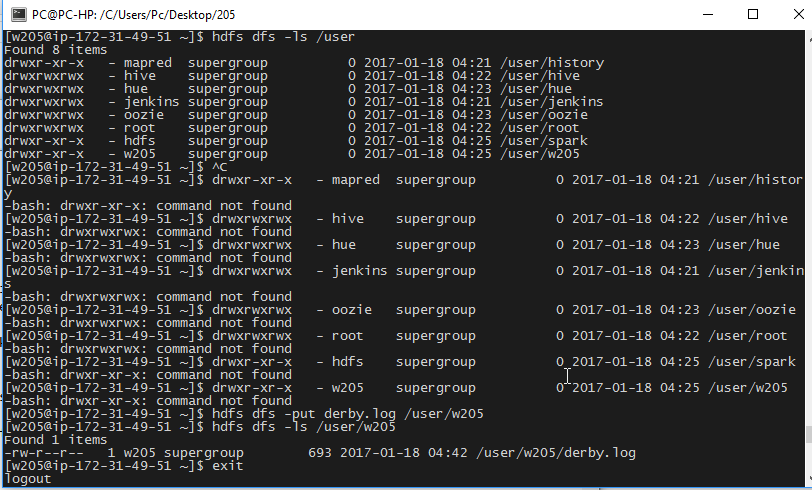 PC@PC-HP: /C/Users/Pc/Desktop/205
[w205@ip-172-31-49-51 ~]$ hdfs dfs -ls /user
Found 8 items
drwxr-xr-x   - mapred  supergroup          0 2017-01-18 04:21 /user/history
drwxrwxrwx   - hive    supergroup          0 2017-01-18 04:22 /user/hive
drwxrwxrwx   - hue     supergroup          0 2017-01-18 04:23 /user/hue
drwxrwxrwx   - jenkins supergroup          0 2017-01-18 04:21 /user/jenkins
drwxrwxrwx   - oozie   supergroup          0 2017-01-18 04:23 /user/oozie
drwxrwxrwx   - root    supergroup          0 2017-01-18 04:22 /user/root
drwxr-xr-x   - hdfs    supergroup          0 2017-01-18 04:25 /user/spark
drwxr-xr-x   - w205    supergroup          0 2017-01-18 04:25 /user/w205
[w205@ip-172-31-49-51 ~]$ ^C
[w205@ip-172-31-49-51 ~]$ drwxr-xr-x   - mapred  supergroup          0 2017-01-18 04:21 /user/histor
y
-bash: drwxr-xr-x: command not found
[w205@ip-172-31-49-51 ~]$ drwxrwxrwx   - hive    supergroup          0 2017-01-18 04:22 /user/hive
-bash: drwxrwxrwx: command not found
[w205@ip-172-31-49-51 ~]$ drwxrwxrwx   - hue     supergroup          0 2017-01-18 04:23 /user/hue
-bash: drwxrwxrwx: command not found
[w205@ip-172-31-49-51 ~]$ drwxrwxrwx   - jenkins supergroup          0 2017-01-18 04:21 /user/jenkin
s
-bash: drwxrwxrwx: command not found
[w205@ip-172-31-49-51 ~]$ drwxrwxrwx   - oozie   supergroup          0 2017-01-18 04:23 /user/oozie
-bash: drwxrwxrwx: command not found
[w205@ip-172-31-49-51 ~]$ drwxrwxrwx   - root    supergroup          0 2017-01-18 04:22 /user/root
-bash: drwxrwxrwx: command not found
[w205@ip-172-31-49-51 ~]$ drwxr-xr-x   - hdfs    supergroup          0 2017-01-18 04:25 /user/spark
-bash: drwxr-xr-x: command not found
[w205@ip-172-31-49-51 ~]$ drwxr-xr-x   - w205    supergroup          0 2017-01-18 04:25 /user/w205
-bash: drwxr-xr-x: command not found
[w205@ip-172-31-49-51 ~]$ hdfs dfs -put derby.log /user/w205
[w205@ip-172-31-49-51 ~]$ hdfs dfs -ls /user/w205
Found 1 items
-rw-r--r--   1 w205 supergroup        693 2017-01-18 04:42 /user/w205/derby.log
[w205@ip-172-31-49-51 ~]$ exit
logout